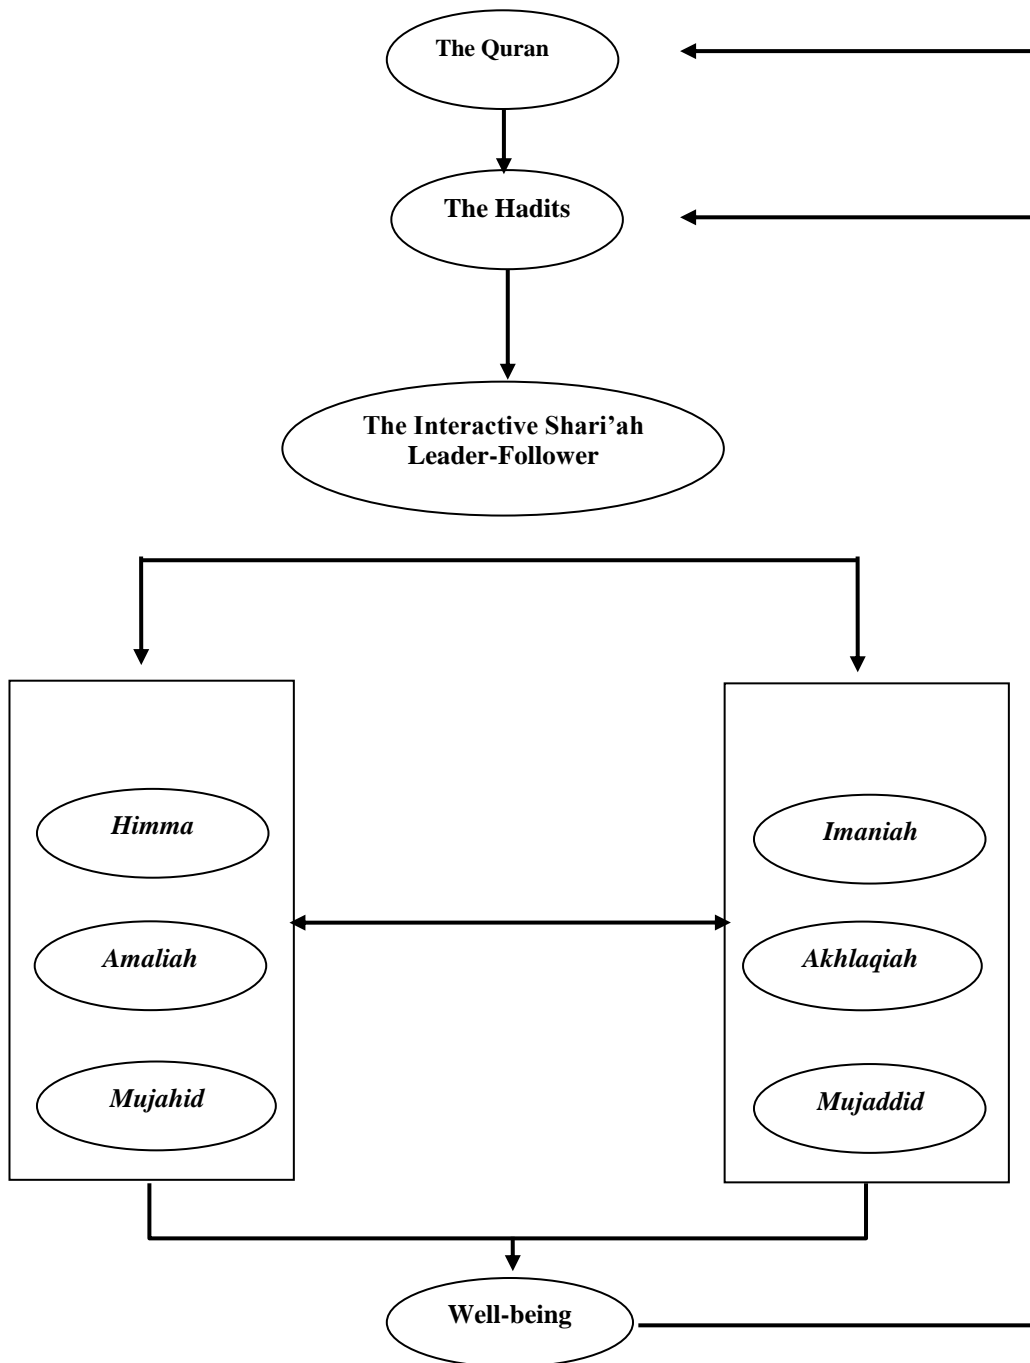 The Quran
The Hadits
The Interactive Shari’ah
Leader-Follower
Himma
Imaniah
Amaliah
Akhlaqiah
Mujahid
Mujaddid
Well-being